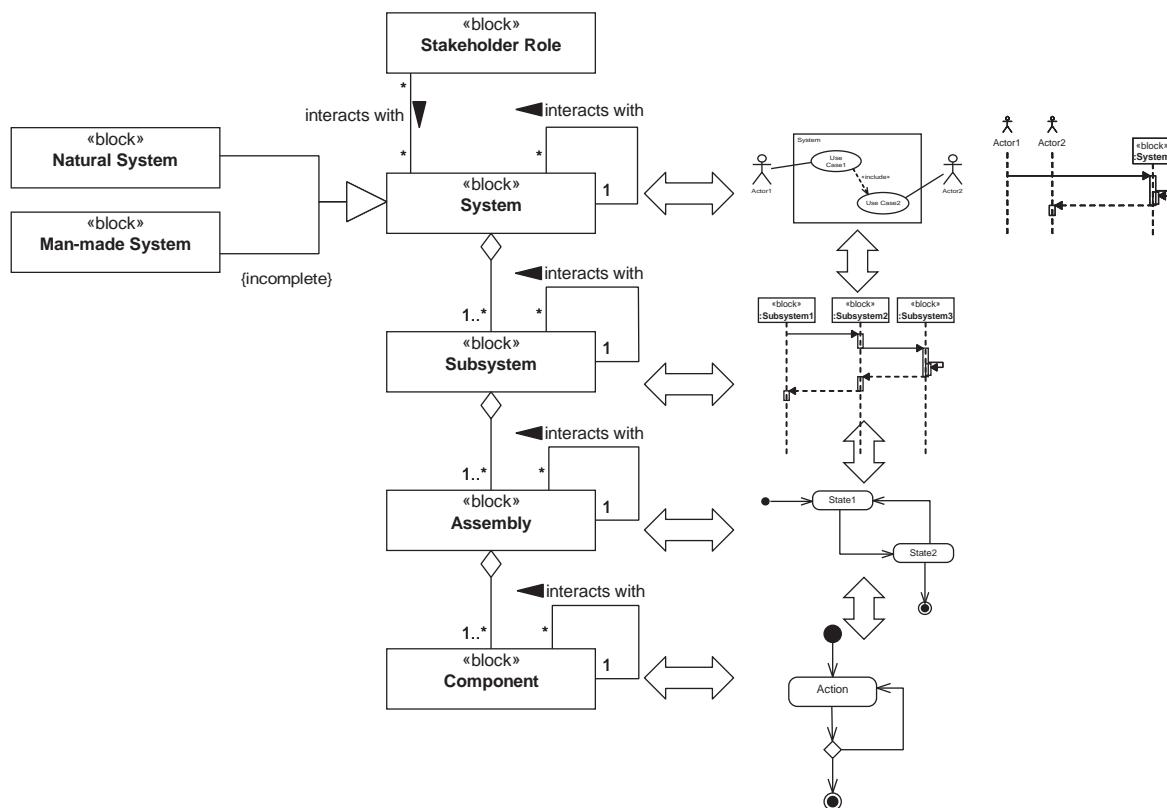 «block»
Stakeholder Role
*
interacts with
*
interacts with
*
1
«block»
Natural System
«block»
Man-made System
{incomplete}
«block»
System
interacts with
1..*
*
1
«block»
Subsystem
interacts with
1..*
*
1
«block»
Assembly
interacts with
1..*
*
1
«block»
Component
System
Use
Case1
«include»
Use Case2
Actor1
Actor2
Actor1
Actor2
«block»
:System
«block»
:Subsystem1
«block»
:Subsystem2
«block»
:Subsystem3
State1
State2
Action